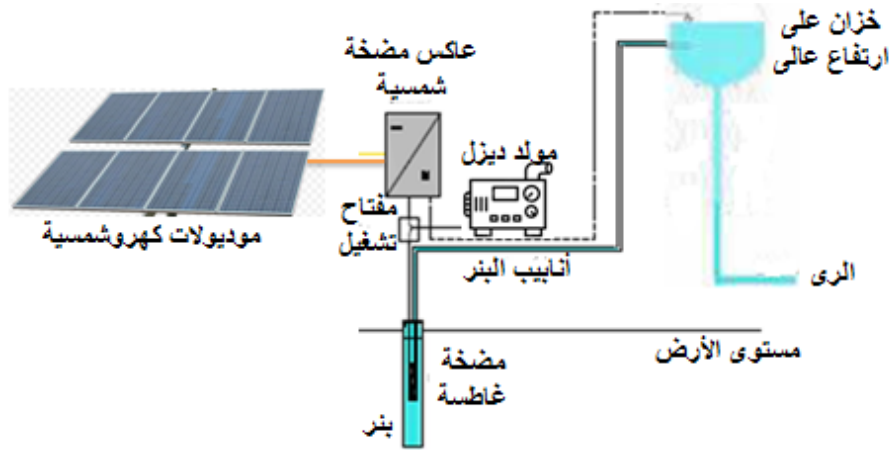 خزان على
ارتفاع عالى
عاكس مضخة
شمسية
مولد ديزل
مفتاح
تشغيل
موديولات كهروشمسية
أنابيب البئر
الرى
مستوى الأرض
مضخة
غاطسة
بئر